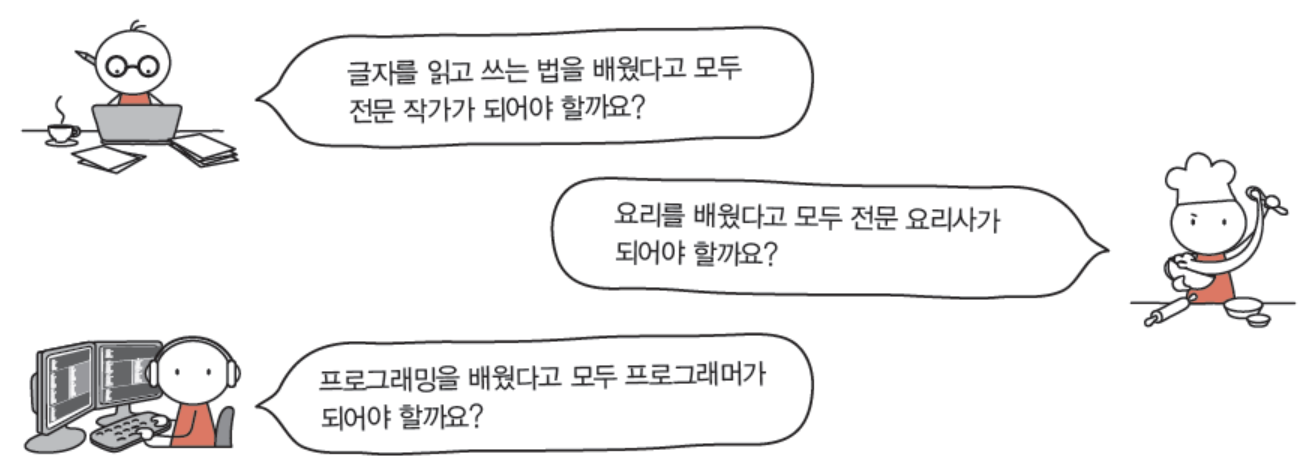 글자를 읽고 쓰는 법을 배웠다고 모두
전문 작가가 되어야 할까요?
요리를 배웠다고 모두 전문 요리사가
되어야 할까요?
프로그래밍을 배웠다고 모두 프로그래머가
되어야 할까요?